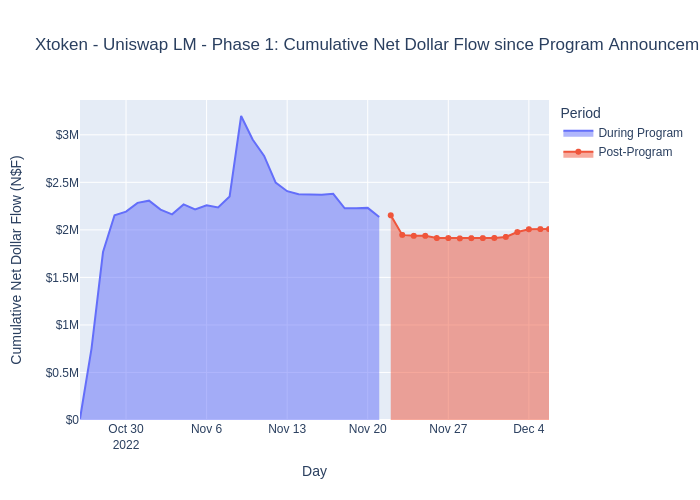 Xtoken - Uniswap LM - Phase 1: Cumulative Net Dollar Flow since Program Announcem
Period
During Program
Post-Program
Cumulative Net Dollar Flow (N$F)
$3M
$2.5M
$2M
$1.5M
$1M
$0.5M
$0
Oct 30
2022
Nov 6
Nov 13
Nov 20
Nov 27
Dec 4
Day